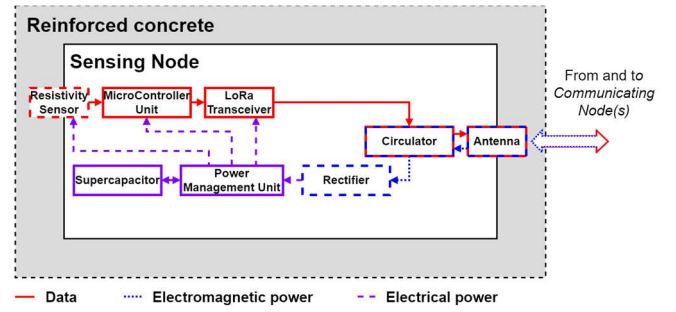 Reinforced concrete
Sensing Node
Resistivity
Sensor
MicroController
Unit
LoRa
Transceiver
Circulator
Antenna
From and to
Communicating
Node(s)
Supercapacitor
Power
Management Unit
Rectifier
Data
Electromagnetic power
Electrical power